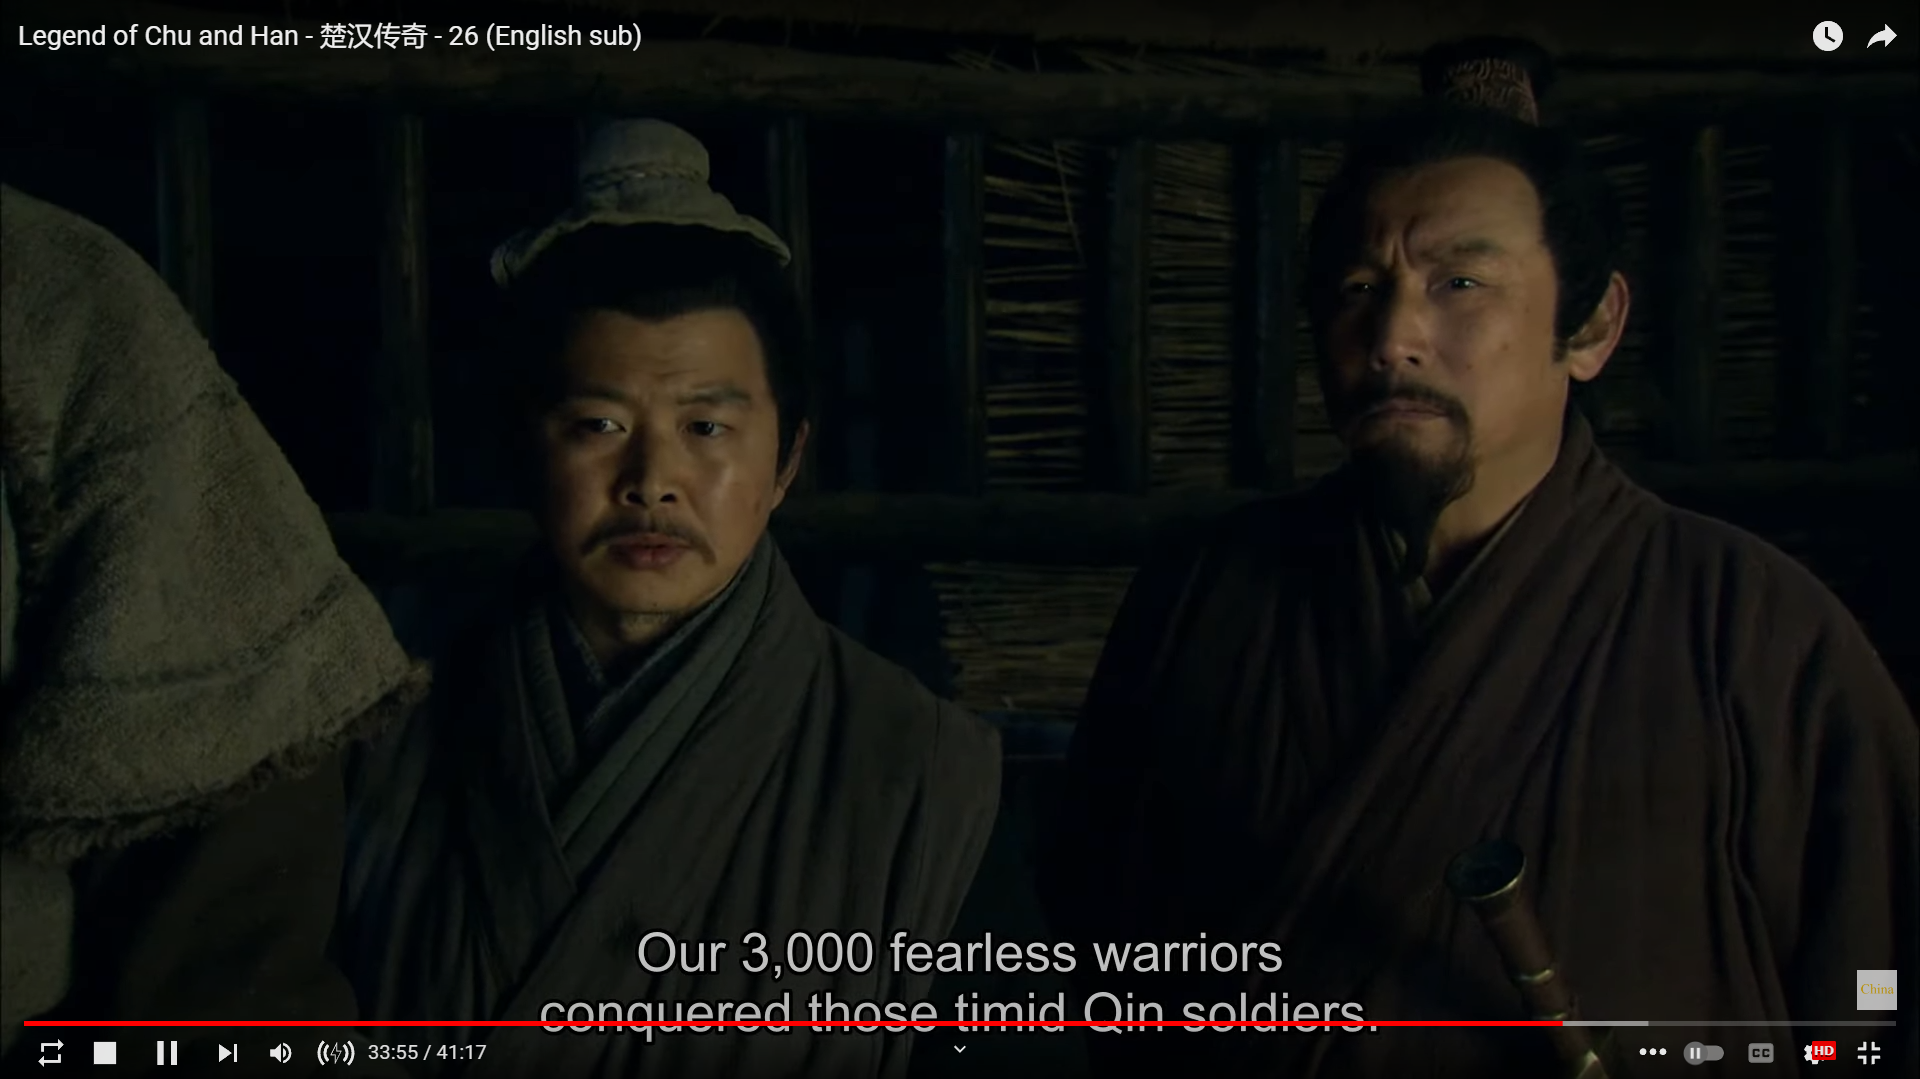 Legend of Chu and Han - 楚汉传奇 - 26 (English sub)
Our 3,000 fearless warriors
conquered those timid Qin soldiers.
China
33:55 / 41:17
CC
HD